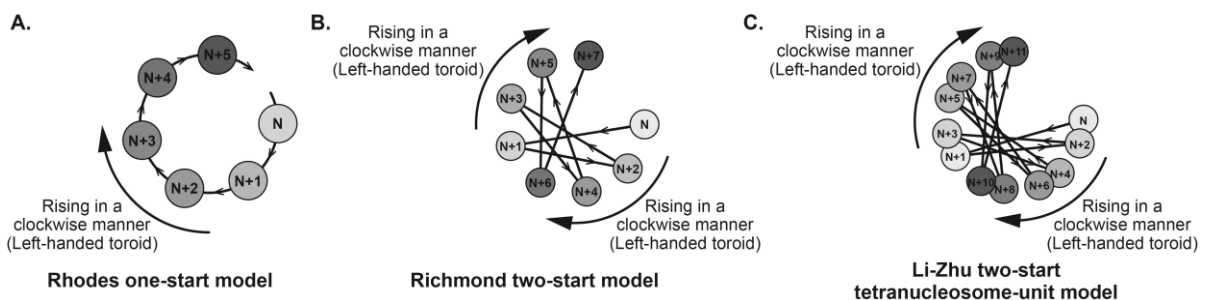 A.
N+5
N+4
N
N+3
N+2
N+1
Rising in a
clockwise manner
(Left-handed toroid)
Rhodes one-start model
B.
Rising in a
clockwise manner
(Left-handed toroid)
N+7
N+5
N+3
N
N+1
N+2
N+6
N+4
Rising in a
clockwise manner
(Left-handed toroid)
Richmond two-start model
C.
Rising in a
clockwise manner
(Left-handed toroid)
N+9
N+11
N+7
N+5
N
N+3
N+2
N+1
N+4
N+10
N+8
N+6
Rising in a
clockwise manner
(Left-handed toroid)
Li-Zhu two-start
tetranucleosome-unit model